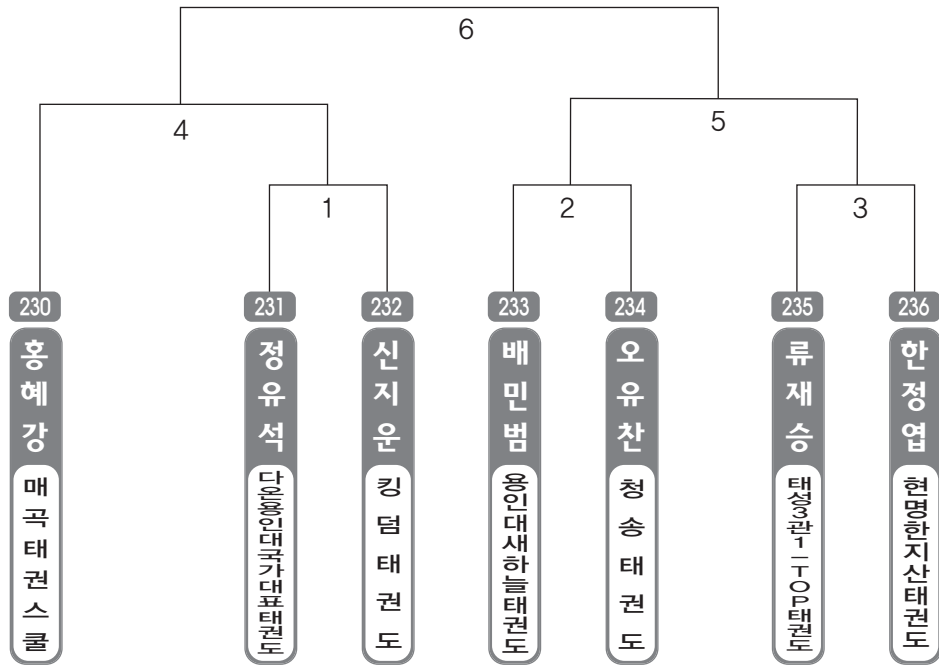 6
4
5
1
2
3
230
231
232
233
234
235
236
홍혜강
정유석
신지운
배민범
오유찬
류재승
한정엽
매곡태권스쿨
다온용인대국가대표태권도
킹덤태권도
용인대새하늘태권도
청송태권도
태성3관1-TOP태권도
현명한지산태권도